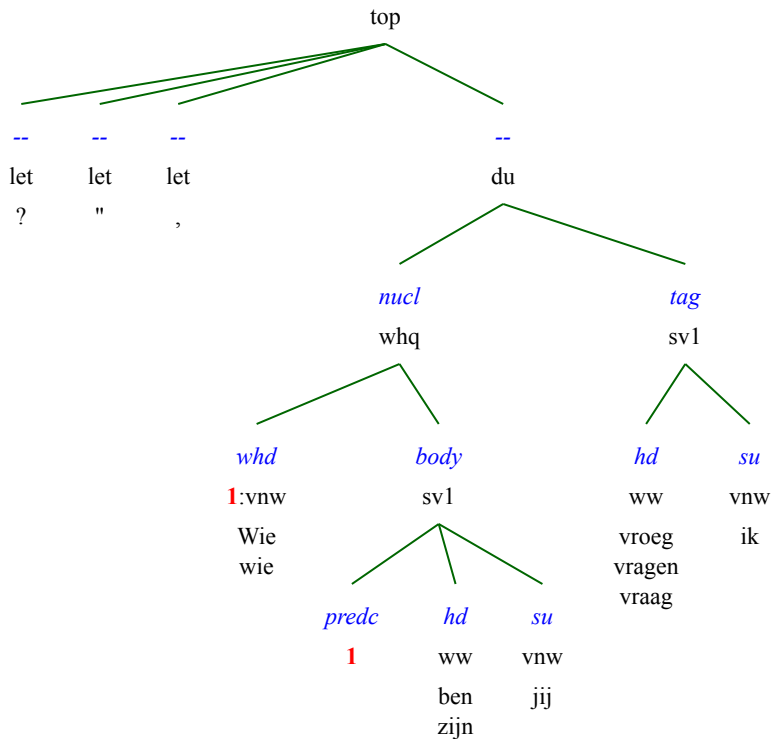 top
-- -- -- --
let let let du
? " ,
nucl tag
whq sv1
whd body hd su
1:vnw sv1 ww vnw
Wie vroeg ik
wie vragen
vraag
predc hd su
1 ww vnw
ben jij
zijn